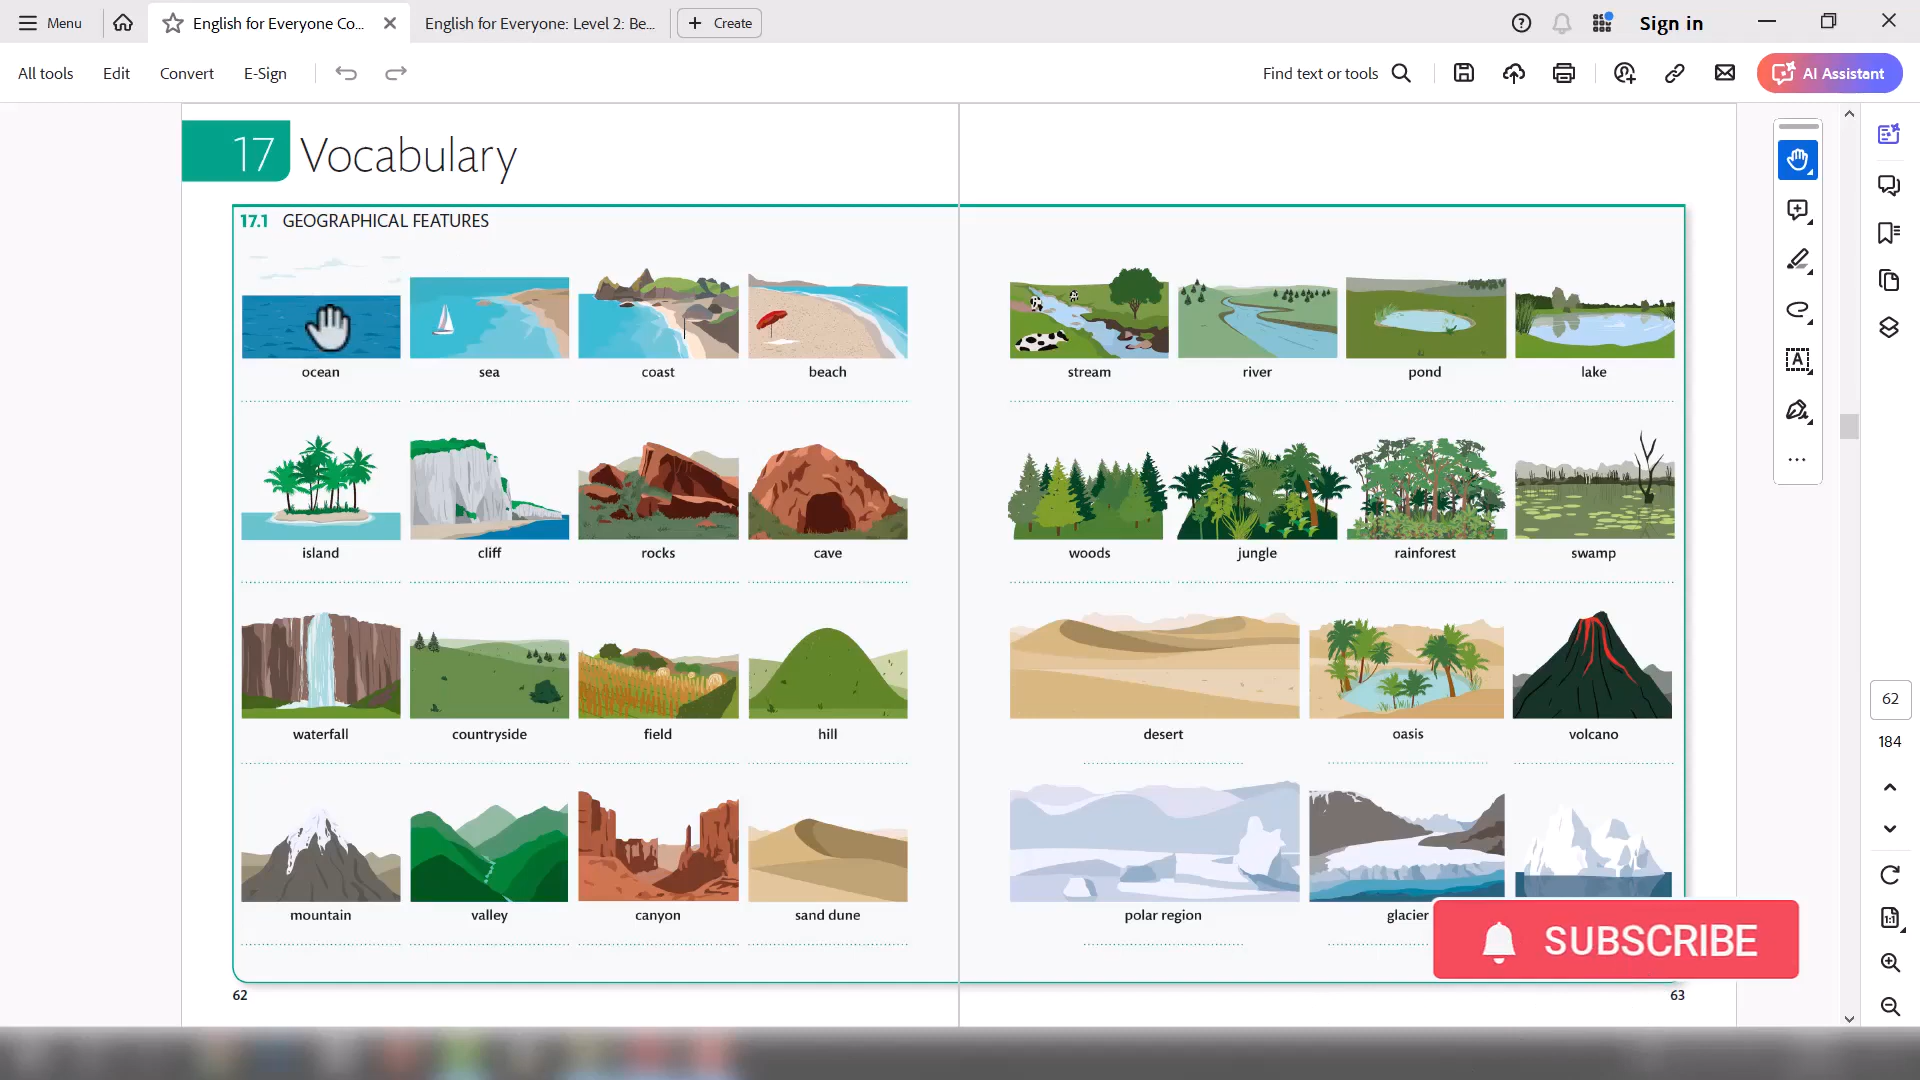 Menu
English for Everyone Co...
English for Everyone: Level 2: Be...
Create
Sign in
All tools
Edit
Convert
E-Sign
Find text or tools
AI Assistant
17 Vocabulary
17.1 GEOGRAPHICAL FEATURES
ocean sea coast beach
stream river pond lake
island cliff rocks cave
woods jungle rainforest swamp
waterfall countryside field hill
desert oasis volcano
mountain valley canyon sand dune
polar region glacier
SUBSCRIBE
62
63
62
184